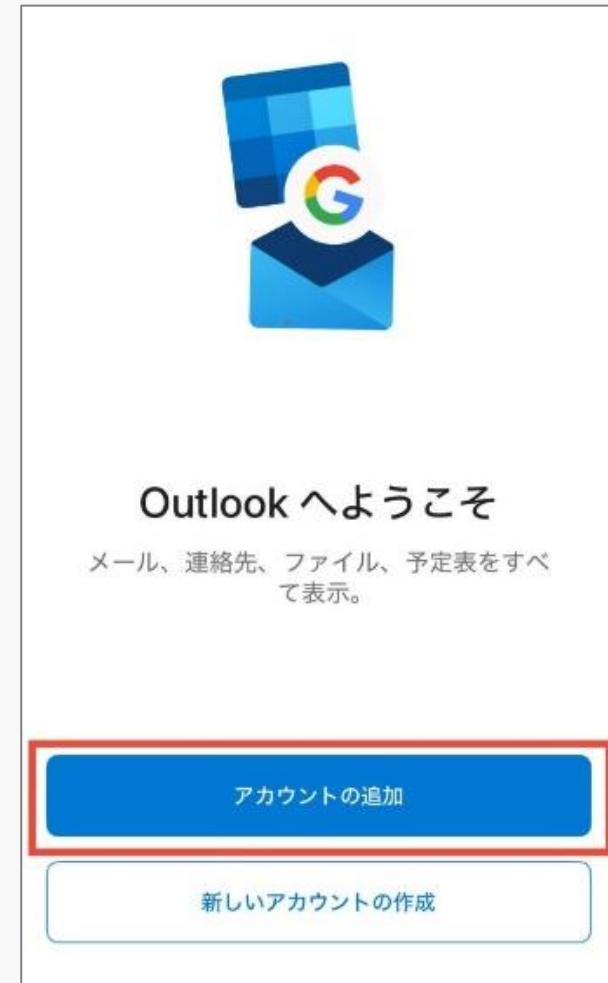 Outlook へようこそ
メール、連絡先、ファイル、予定表をすべ
て表示。
アカウントの追加
新しいアカウントの作成